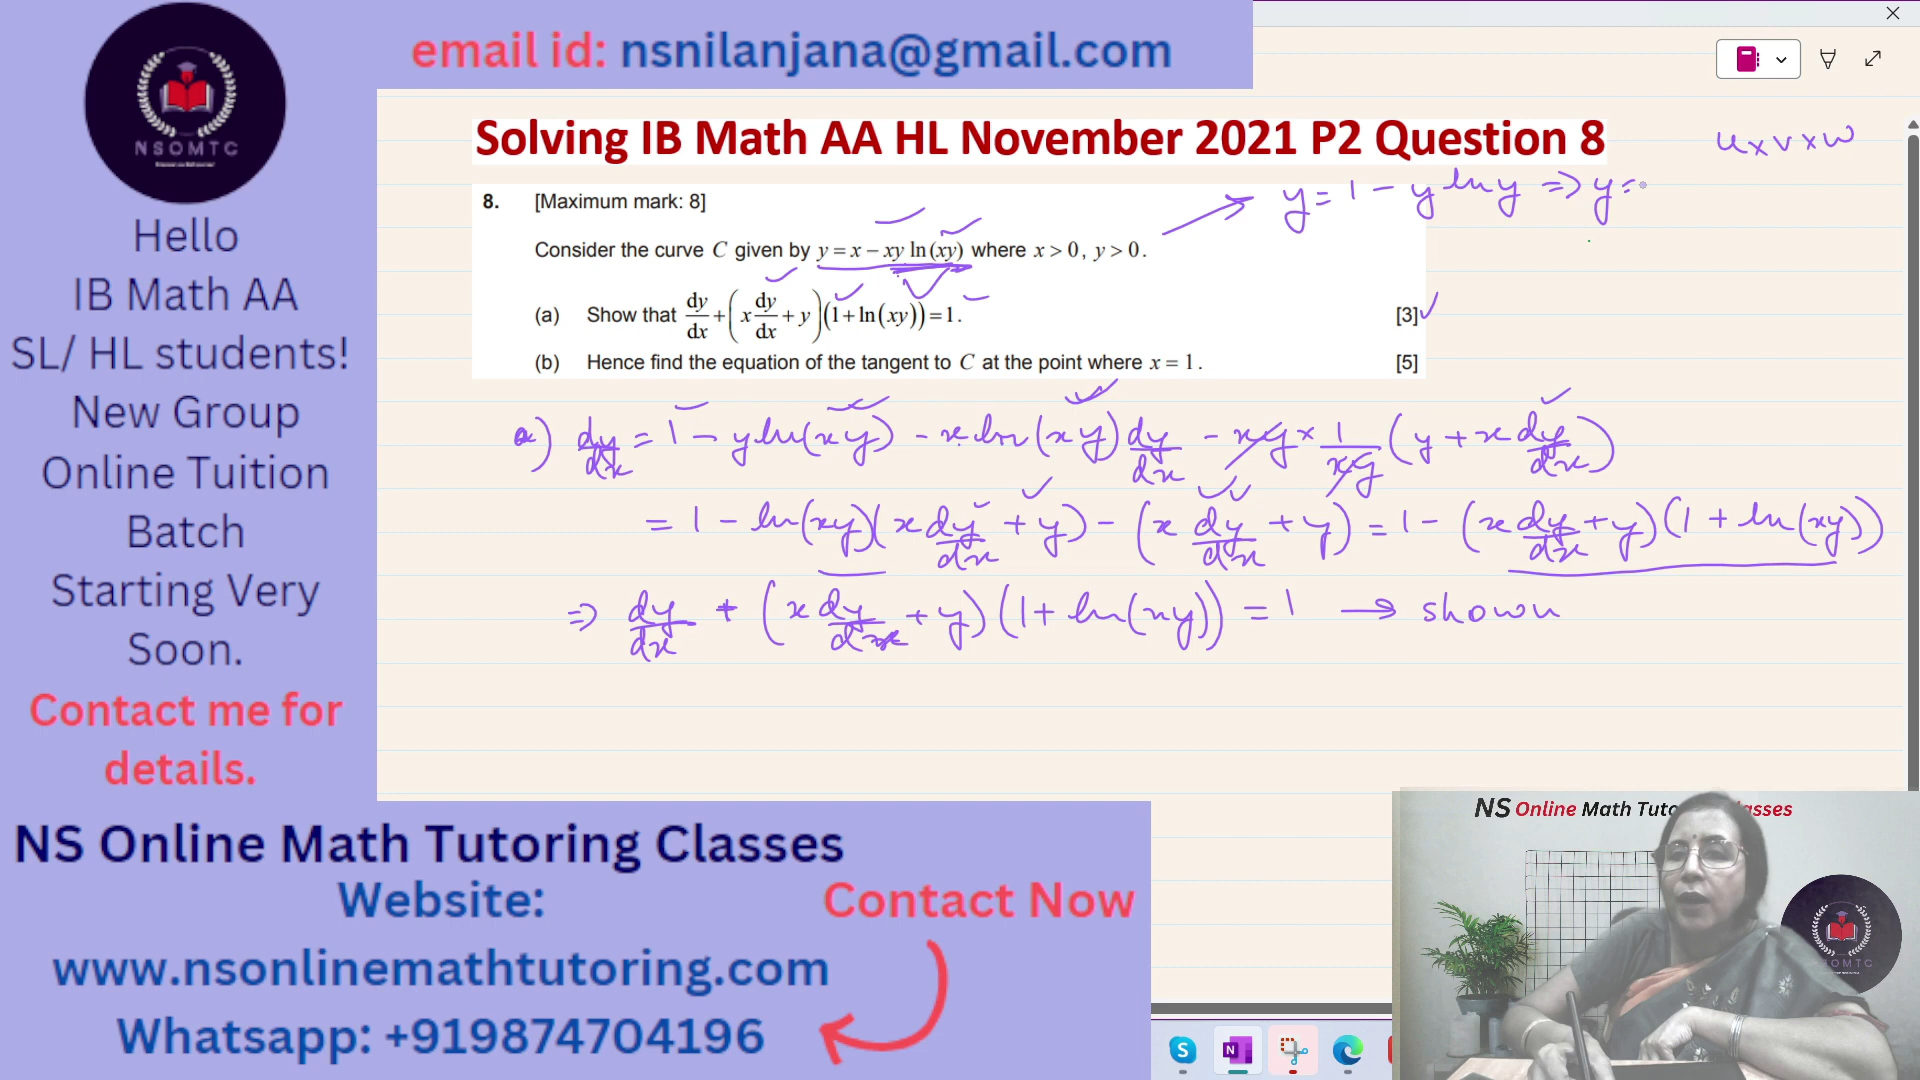 NSOMTC
Hello
IB Math AA
SL/ HL students!
New Group
Online Tuition
Batch
Starting Very
Soon.
Contact me for
details.
email id: nsnilanjana@gmail.com
Solving IB Math AA HL November 2021 P2 Question 8
u × v × w
y = 1 − y ln y ⇒ y =
8. [Maximum mark: 8]
Consider the curve C given by y = x − xy ln(xy) where x > 0, y > 0.
(a) Show that dy/dx + (x dy/dx + y)(1 + ln(xy)) = 1. [3]
(b) Hence find the equation of the tangent to C at the point where x = 1. [5]
a) dy/dx = 1 − y ln(xy) − x ln(xy) dy/dx − xy × 1/xy (y + x dy/dx)
= 1 − ln(xy)(x dy/dx + y) − (x dy/dx + y) = 1 − (x dy/dx + y)(1 + ln(xy))
⇒ dy/dx + (x dy/dx + y)(1 + ln(xy)) = 1 → shown
NS Online Math Tutoring Classes
Website:
Contact Now
www.nsonlinemathtutoring.com
Whatsapp: +919874704196
NS Online Math